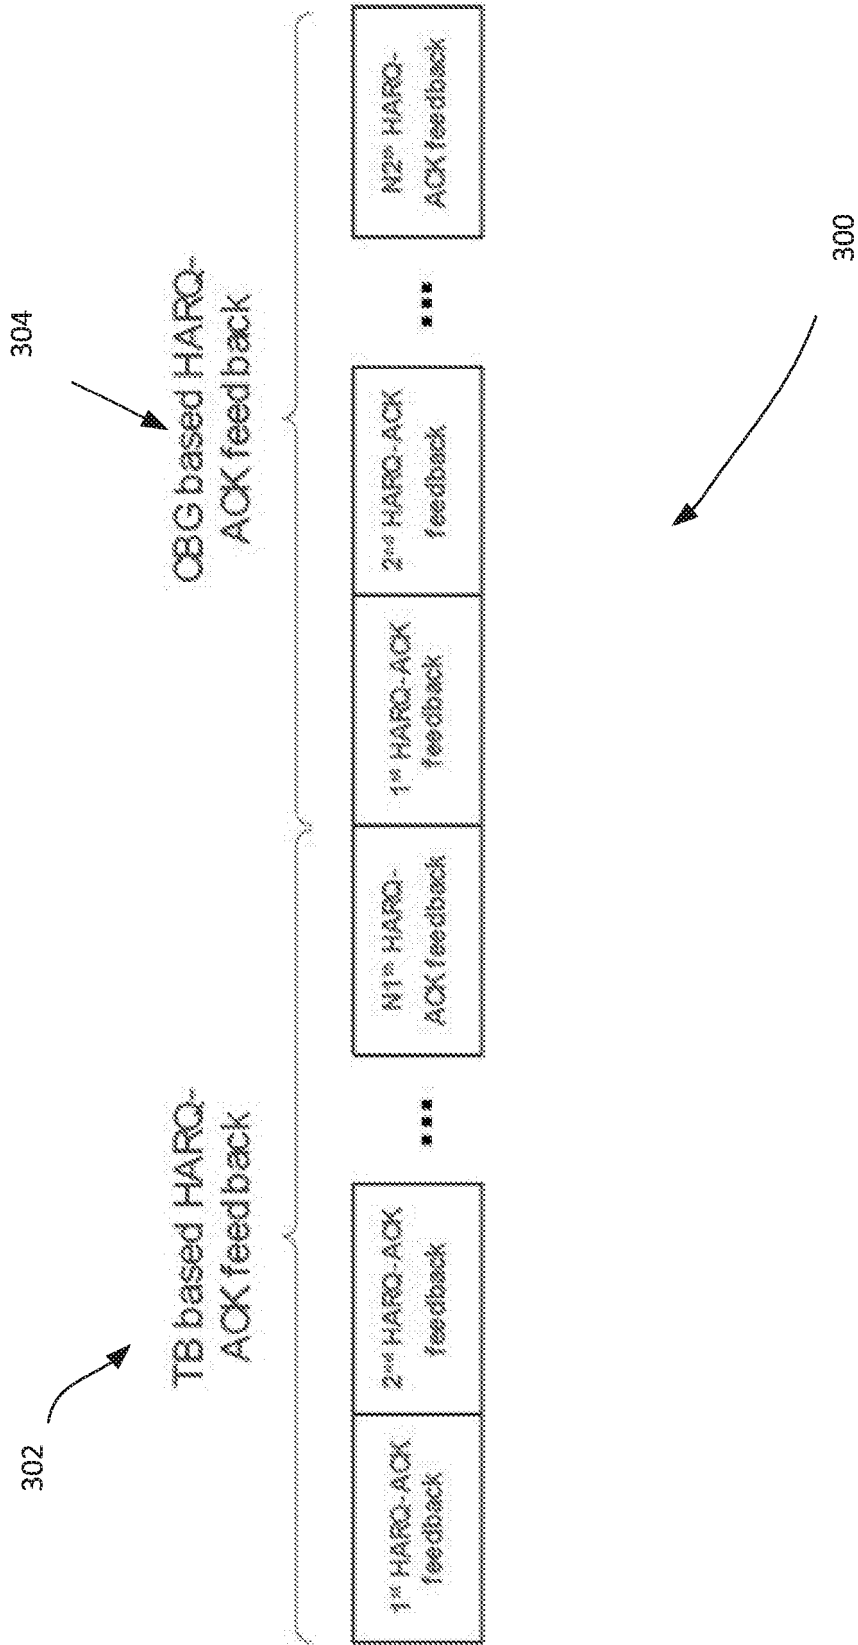 302
TB based HARQ-
ACK feedback
304
CBG based HARQ-
ACK feedback
1st HARQ-ACK
feedback
2nd HARQ-ACK
feedback
...
N1th HARQ-
ACK feedback
1st HARQ-ACK
feedback
2nd HARQ-ACK
feedback
...
N2th HARQ-
ACK feedback
300